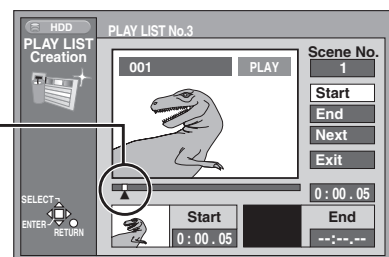 HDD
PLAY LIST
Creation
PLAY LIST No.3
001 PLAY
Scene No.
1
Start
End
Next
Exit
0 : 00 . 05
SELECT
ENTER
RETURN
Start
0 : 00 . 05
End
--:--.--